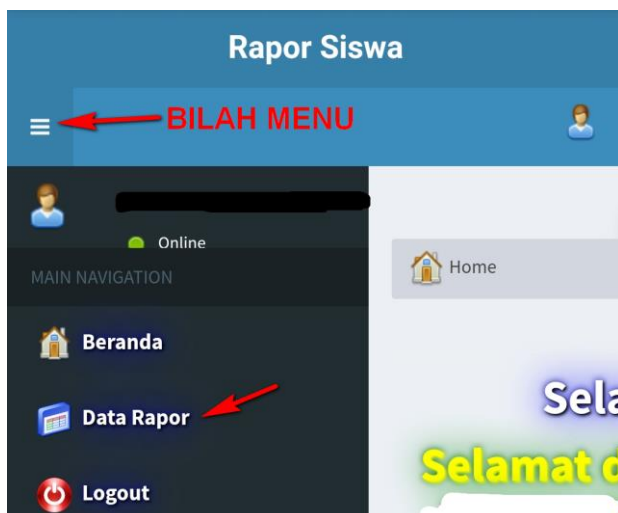 Rapor Siswa
BILAH MENU
Online
MAIN NAVIGATION
Home
Beranda
Data Rapor
Logout
Selamat